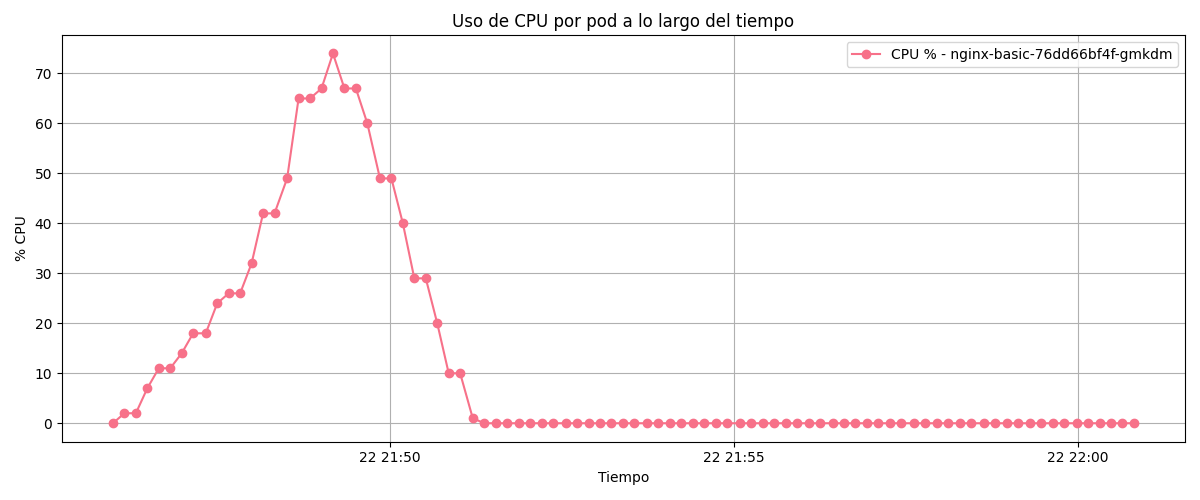 Uso de CPU por pod a lo largo del tiempo
CPU % - nginx-basic-76dd66bf4f-gmkdm
% CPU
70
60
50
40
30
20
10
0
22 21:50
22 21:55
22 22:00
Tiempo